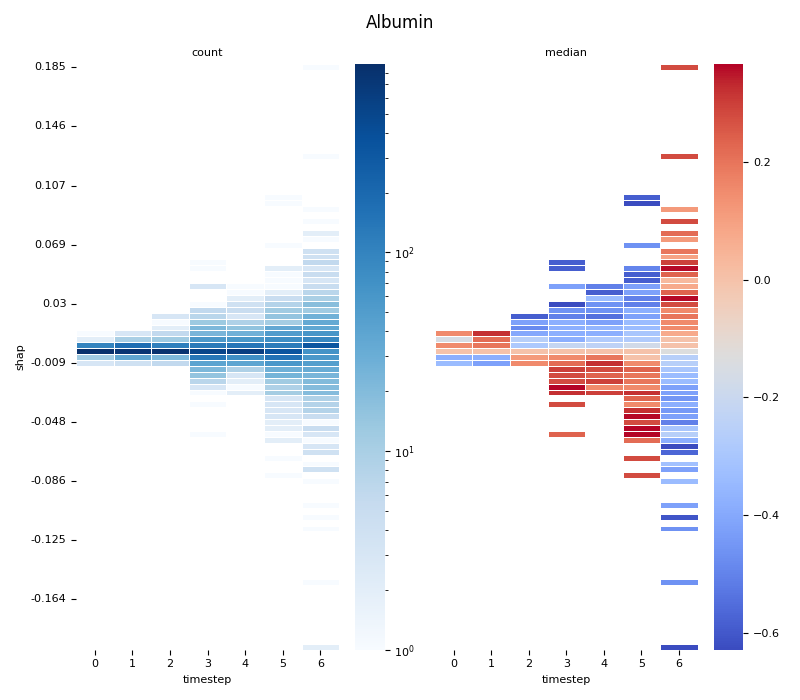 Albumin
count
median
0.185
0.146
0.107
0.069
0.03
-0.009
-0.048
-0.086
-0.125
-0.164
shap
0 1 2 3 4 5 6
timestep
10^2
10^1
10^0
0 1 2 3 4 5 6
timestep
0.2
0.0
−0.2
−0.4
−0.6